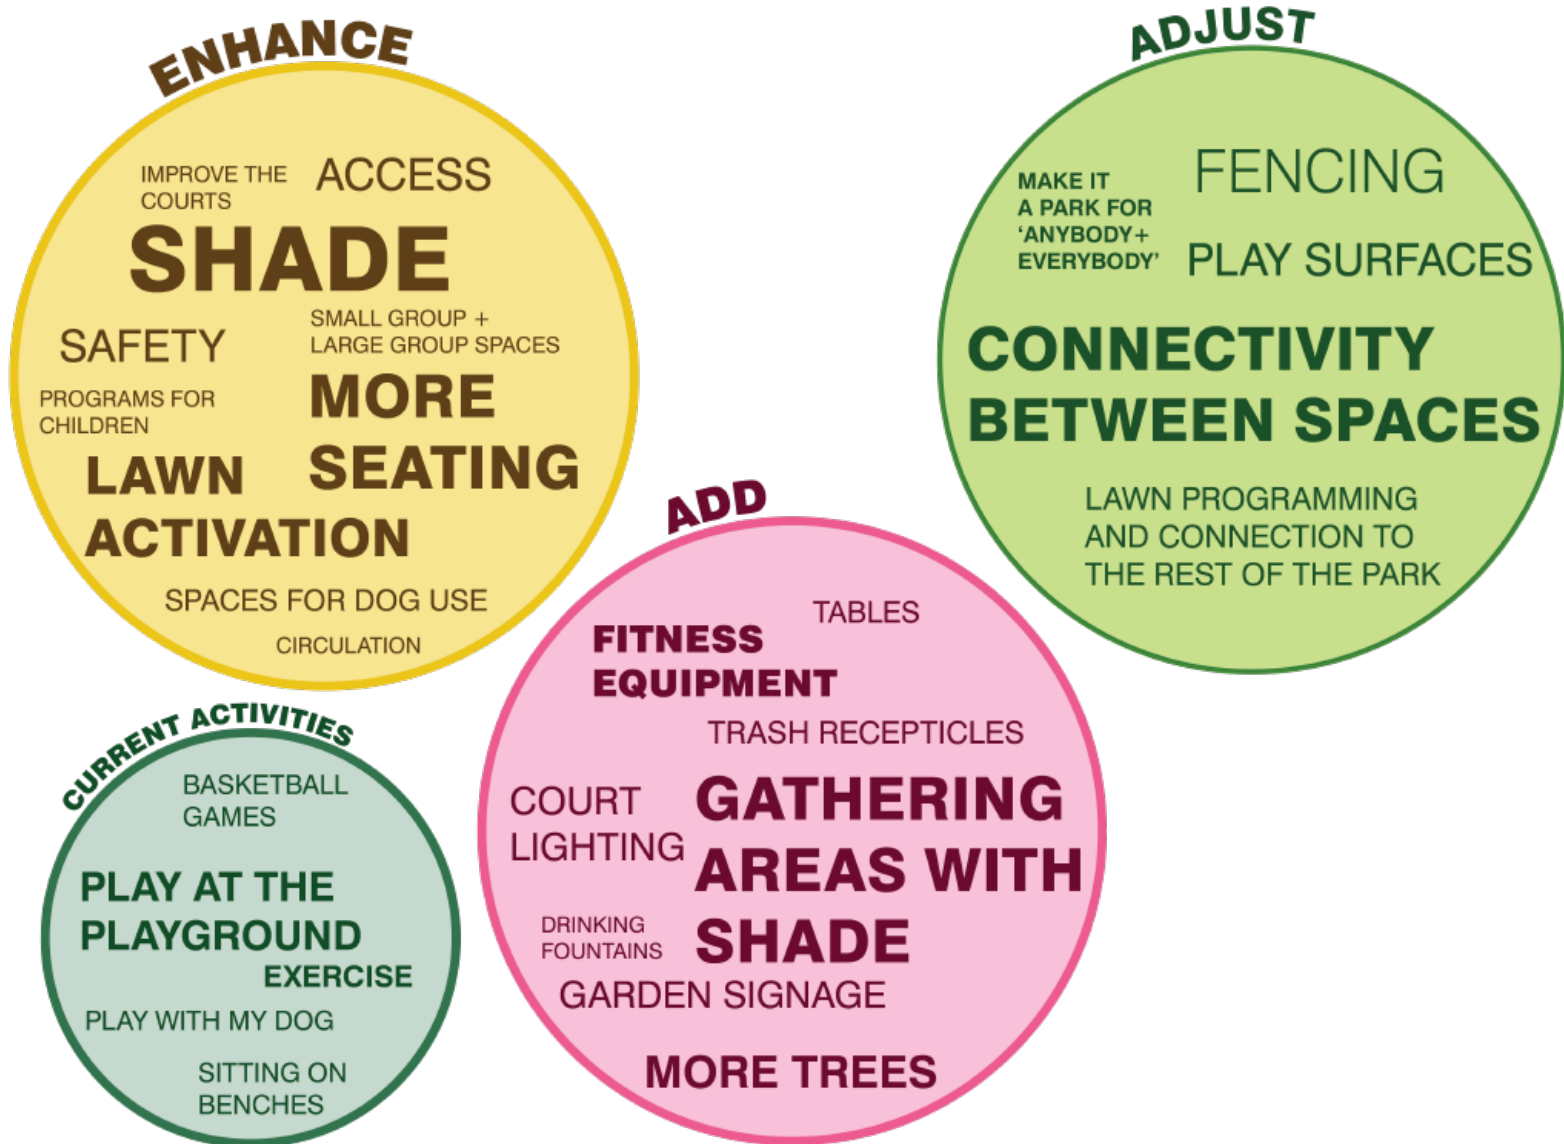 ENHANCE
IMPROVE THE
COURTS
ACCESS
SHADE
SAFETY
SMALL GROUP +
LARGE GROUP SPACES
PROGRAMS FOR
CHILDREN
MORE
SEATING
LAWN
ACTIVATION
SPACES FOR DOG USE
CIRCULATION
ADJUST
MAKE IT
A PARK FOR
‘ANYBODY+
EVERYBODY’
FENCING
PLAY SURFACES
CONNECTIVITY
BETWEEN SPACES
LAWN PROGRAMMING
AND CONNECTION TO
THE REST OF THE PARK
ADD
TABLES
FITNESS
EQUIPMENT
TRASH RECEPTICLES
COURT
LIGHTING
GATHERING
AREAS WITH
SHADE
DRINKING
FOUNTAINS
GARDEN SIGNAGE
MORE TREES
CURRENT ACTIVITIES
BASKETBALL
GAMES
PLAY AT THE
PLAYGROUND
EXERCISE
PLAY WITH MY DOG
SITTING ON
BENCHES